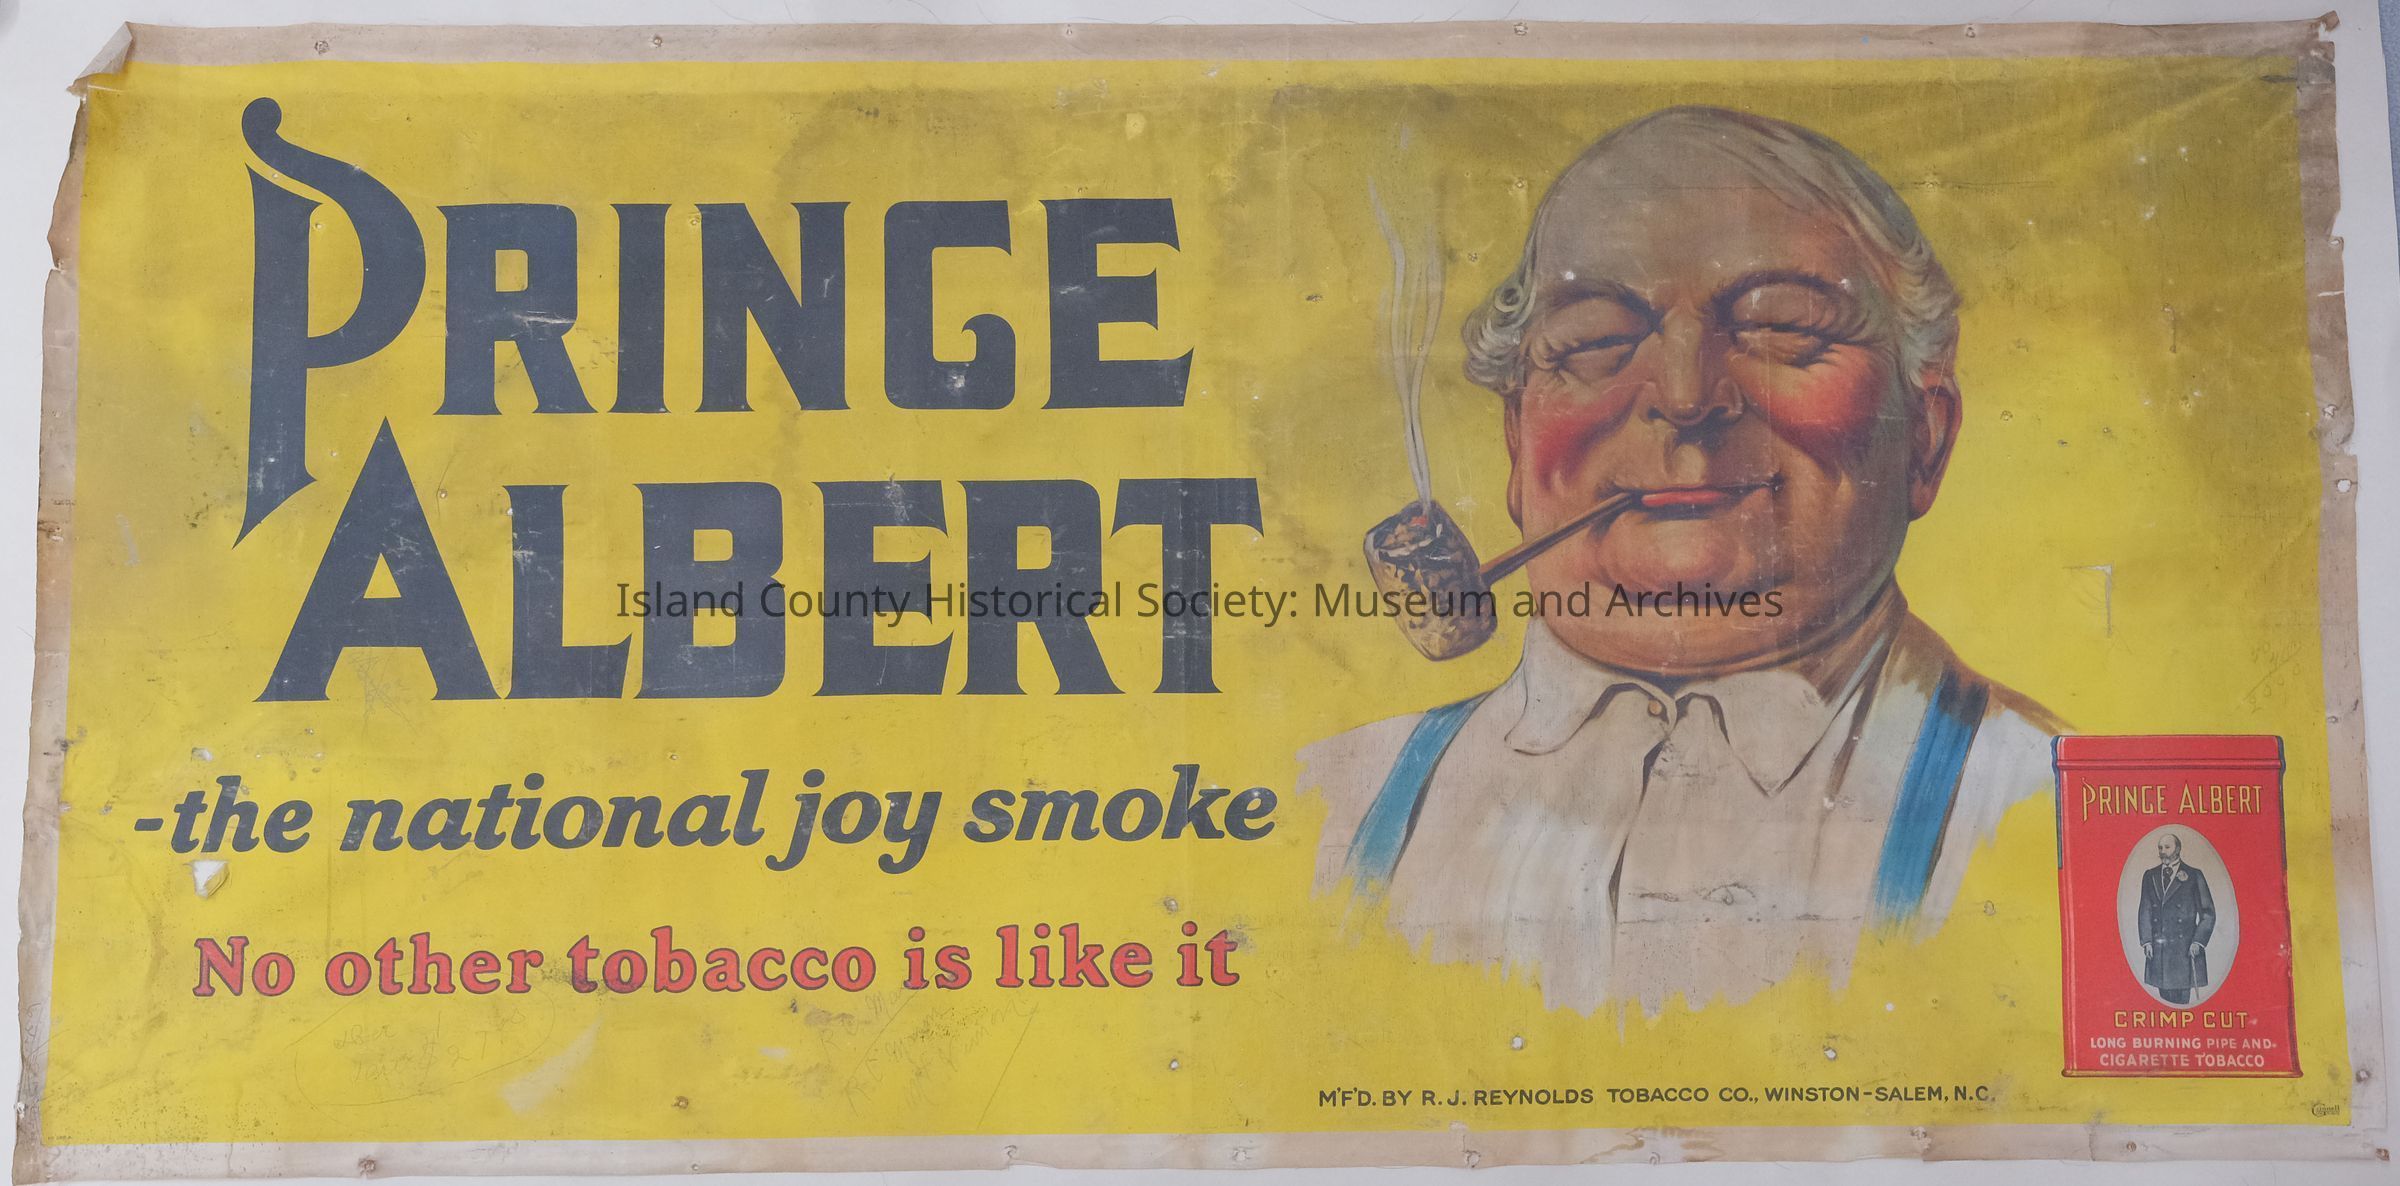 PRINCE
ALBERT
-the national joy smoke
No other tobacco is like it
Island County Historical Society: Museum and Archives
PRINCE ALBERT
CRIMP CUT
LONG BURNING PIPE AND
CIGARETTE TOBACCO
M'F'D. BY R. J. REYNOLDS TOBACCO CO., WINSTON-SALEM, N.C.